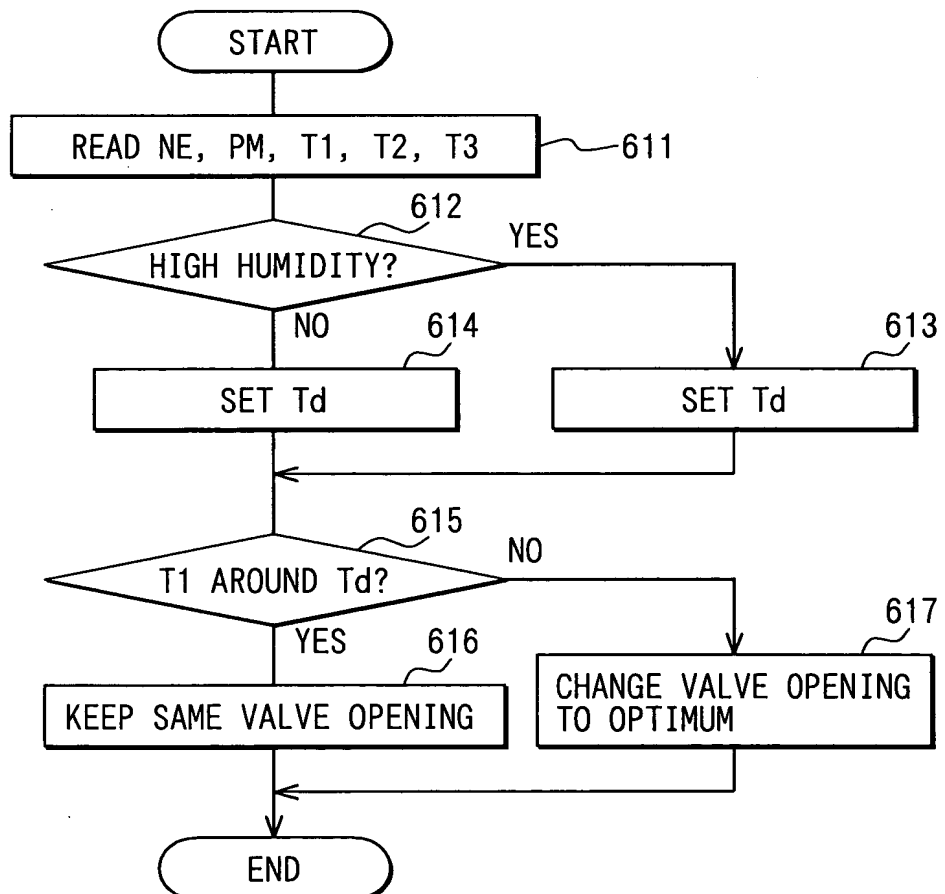 START
READ NE, PM, T1, T2, T3
611
612
HIGH HUMIDITY?
YES
NO
614
SET Td
613
SET Td
615
T1 AROUND Td?
NO
YES
616
KEEP SAME VALVE OPENING
617
CHANGE VALVE OPENING
TO OPTIMUM
END